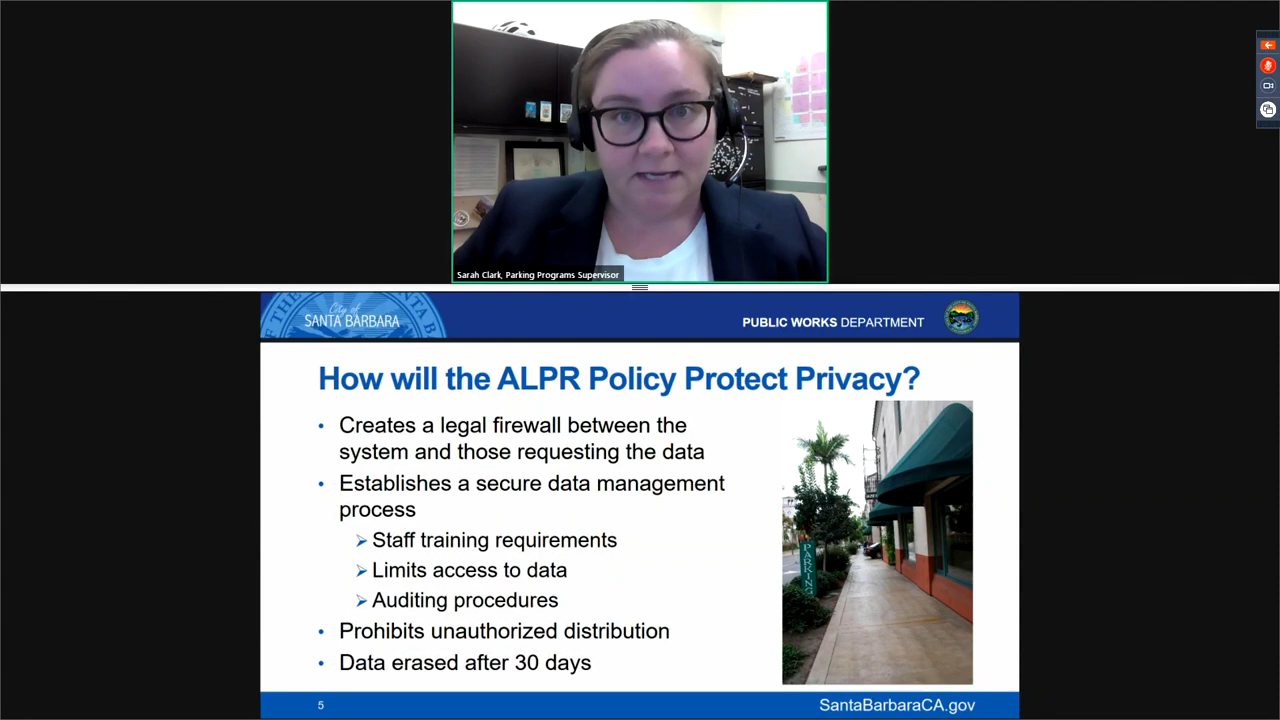 Sarah Clark, Parking Programs Supervisor
City of
SANTA BARBARA
PUBLIC WORKS DEPARTMENT
How will the ALPR Policy Protect Privacy?
• Creates a legal firewall between the
system and those requesting the data
• Establishes a secure data management
process
➢ Staff training requirements
➢ Limits access to data
➢ Auditing procedures
• Prohibits unauthorized distribution
• Data erased after 30 days
PARKING
5
SantaBarbaraCA.gov